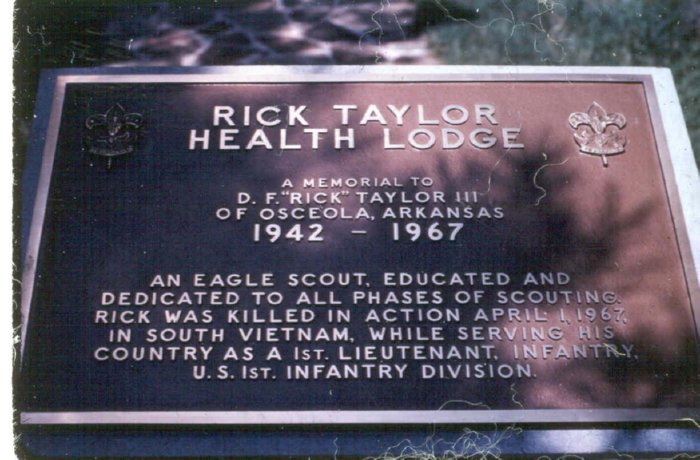 RICK TAYLOR
HEALTH LODGE
A MEMORIAL TO
D. F. "RICK" TAYLOR III
OF OSCEOLA, ARKANSAS
1942 - 1967
AN EAGLE SCOUT, EDUCATED AND
DEDICATED TO ALL PHASES OF SCOUTING.
RICK WAS KILLED IN ACTION APRIL 1, 1967,
IN SOUTH VIETNAM, WHILE SERVING HIS
COUNTRY AS A 1ST. LIEUTENANT, INFANTRY,
U.S. 1ST. INFANTRY DIVISION.